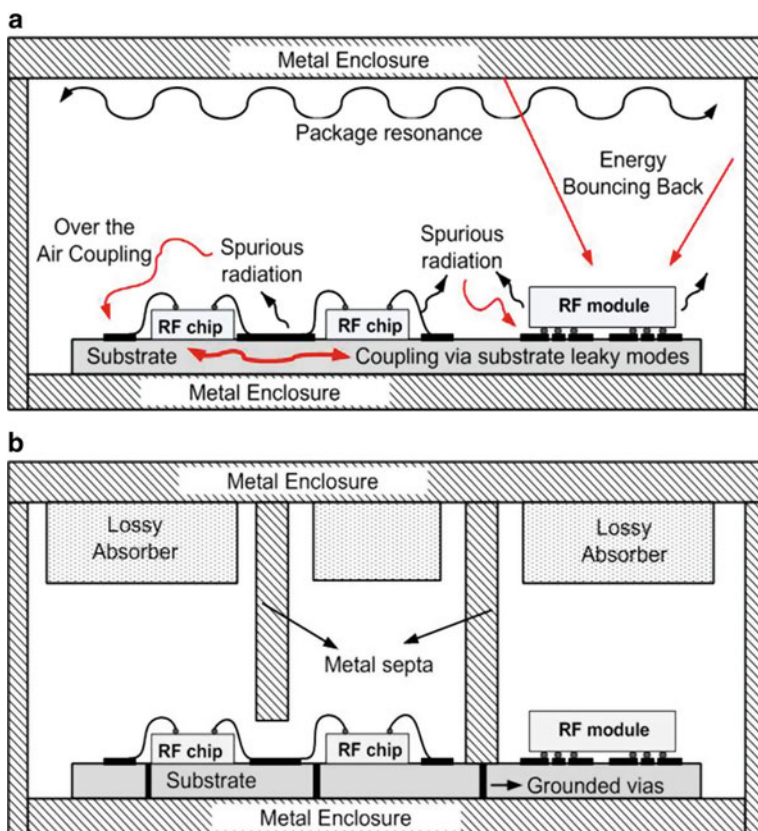 a
Metal Enclosure
Package resonance
Energy
Bouncing Back
Over the
Air Coupling
Spurious
radiation
Spurious
radiation
RF module
RF chip
RF chip
Substrate
Coupling via substrate leaky modes
Metal Enclosure
b
Metal Enclosure
Lossy
Absorber
Lossy
Absorber
Metal septa
RF module
RF chip
RF chip
Substrate
Grounded vias
Metal Enclosure